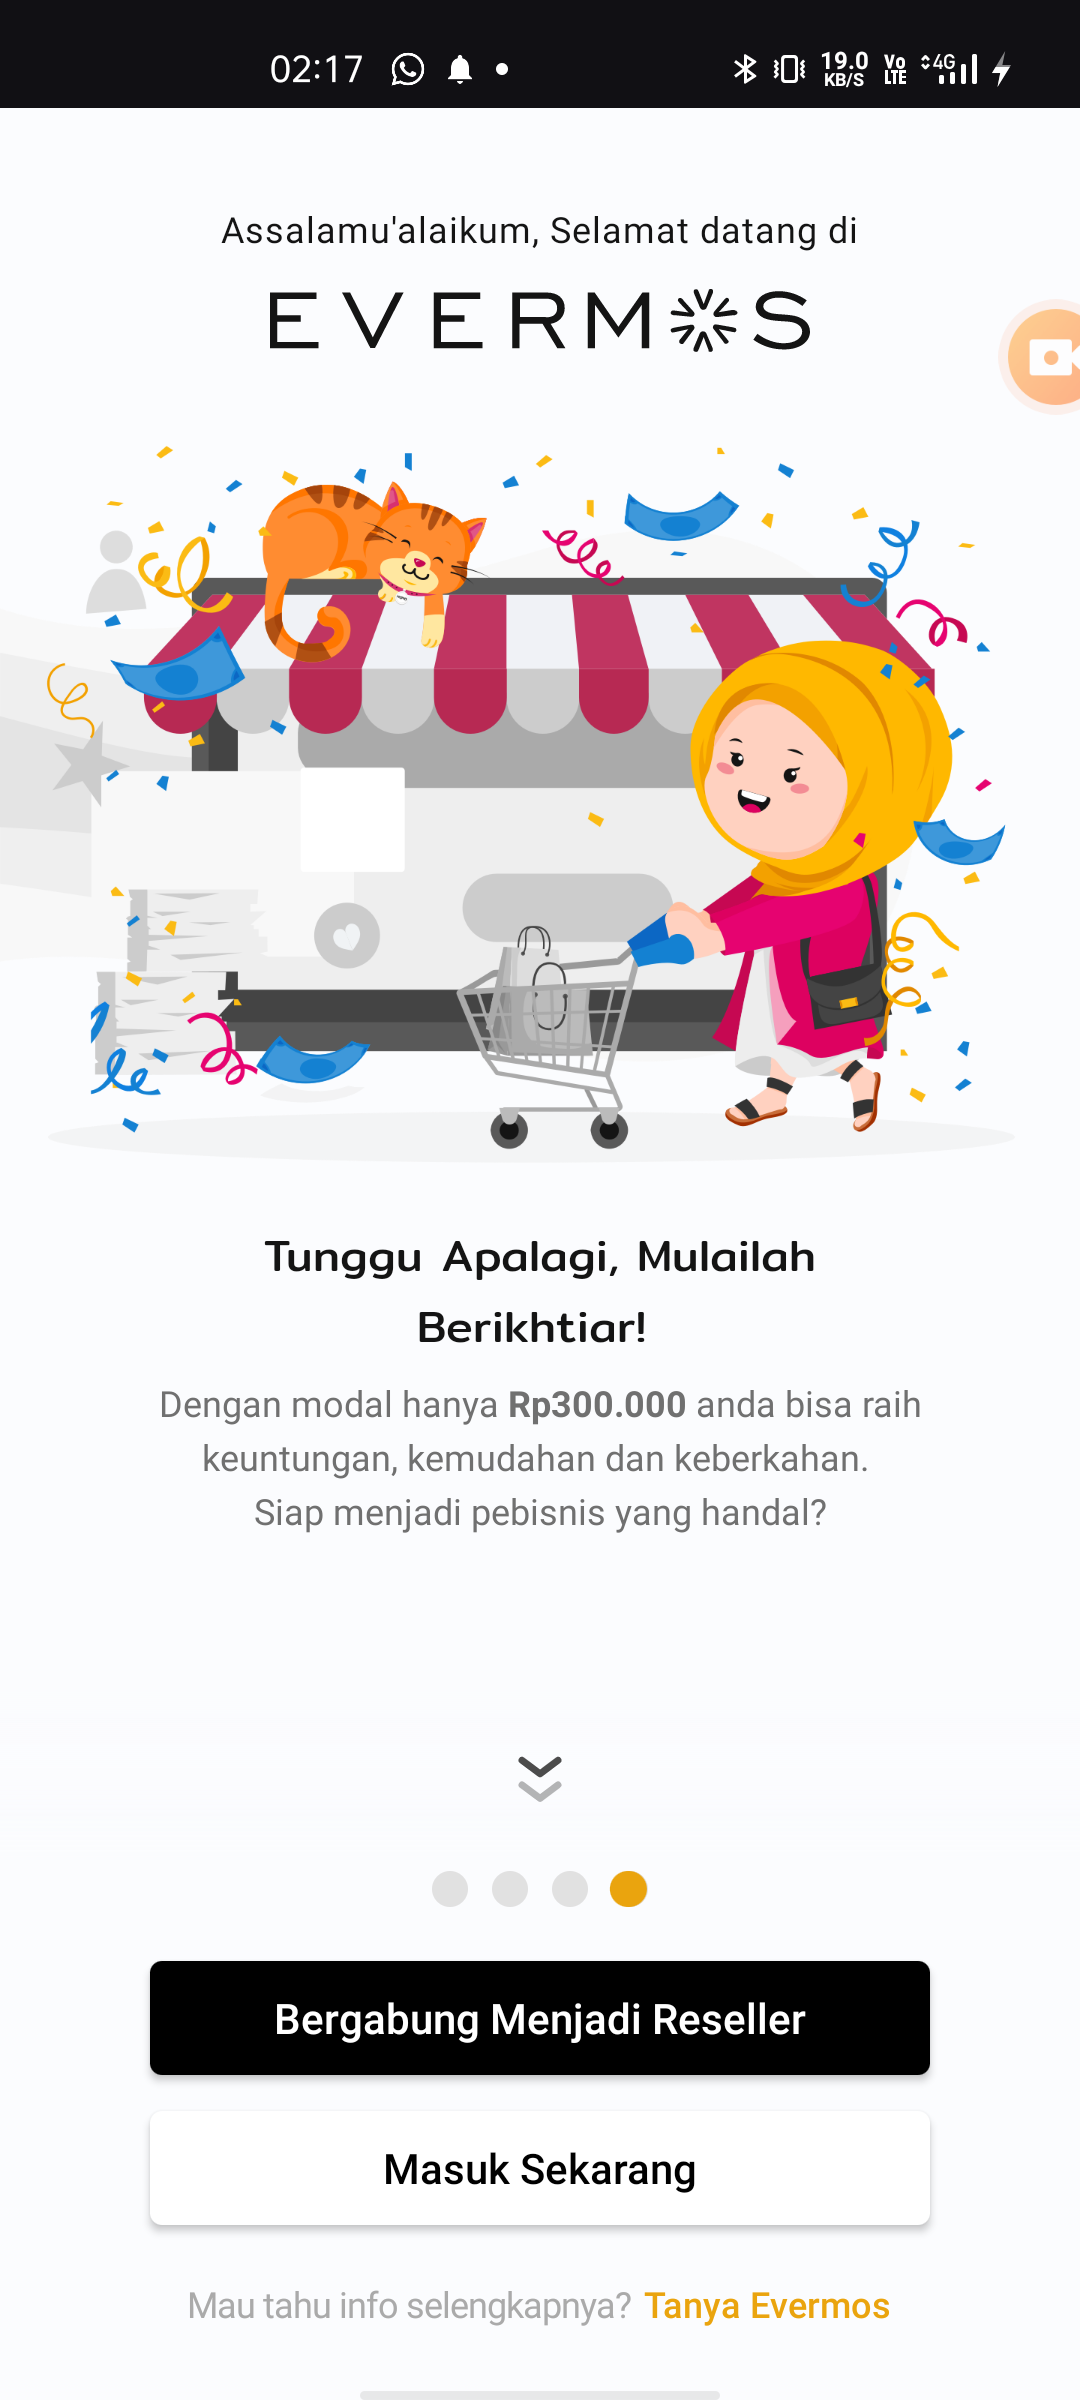 02:17
19.0 KB/S Vo LTE 4G
Assalamu'alaikum, Selamat datang di
EVERMOS
Tunggu Apalagi, Mulailah
Berikhtiar!
Dengan modal hanya Rp300.000 anda bisa raih
keuntungan, kemudahan dan keberkahan.
Siap menjadi pebisnis yang handal?
Bergabung Menjadi Reseller
Masuk Sekarang
Mau tahu info selengkapnya? Tanya Evermos